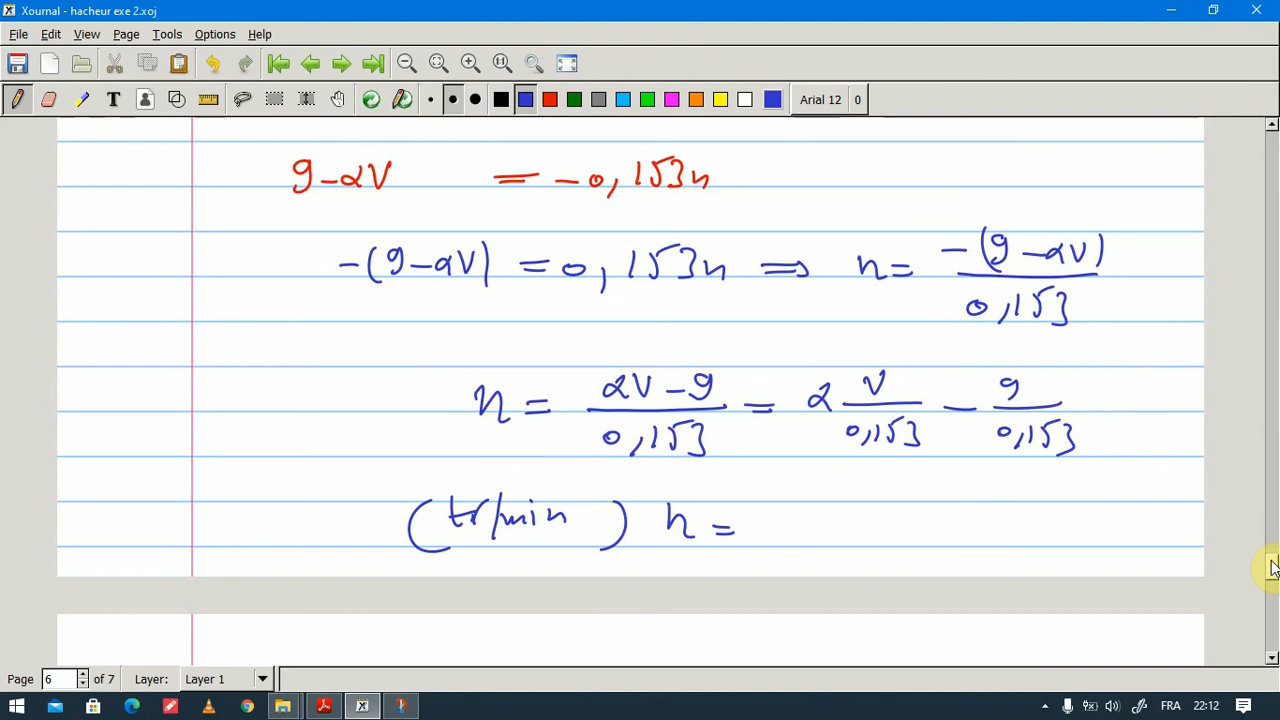 Xournal - hacheur exe 2.xoj
File Edit View Page Tools Options Help
Arial 12 0
9-αV = -0,153n
-(9-αV) = 0,153n ⇒ n = -(9-αV) / 0,153
n = αV-9 / 0,153 = α V / 0,153 - 9 / 0,153
(tr/min) n =
Page 6 of 7 Layer: Layer 1
FRA 22:12